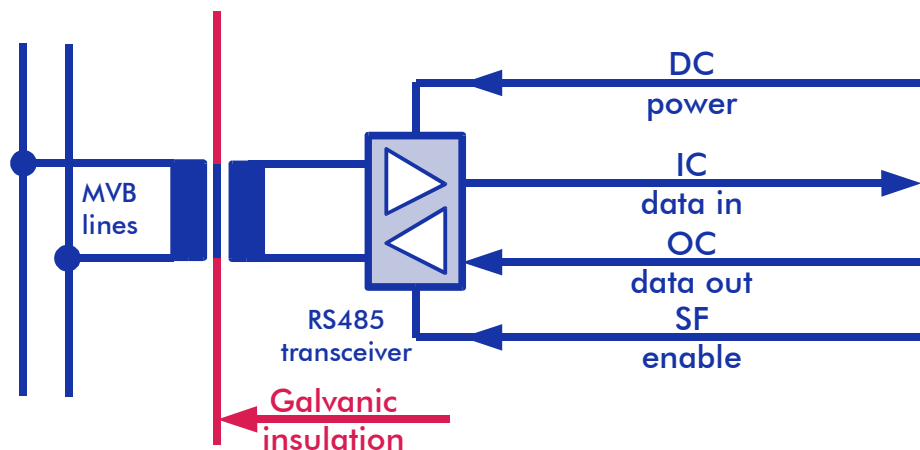 DC
power
IC
data in
MVB
lines
OC
data out
RS485
transceiver
SF
enable
Galvanic
insulation